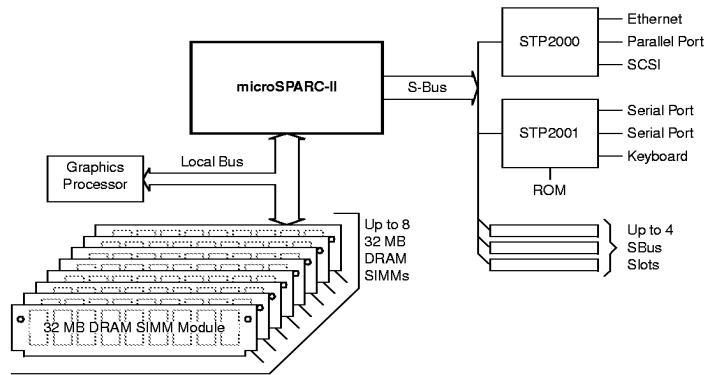 microSPARC-II
S-Bus
STP2000
Ethernet
Parallel Port
SCSI
STP2001
Serial Port
Serial Port
Keyboard
ROM
Graphics
Processor
Local Bus
Up to 8
32 MB
DRAM
SIMMs
Up to 4
SBus
Slots
32 MB DRAM SIMM Module